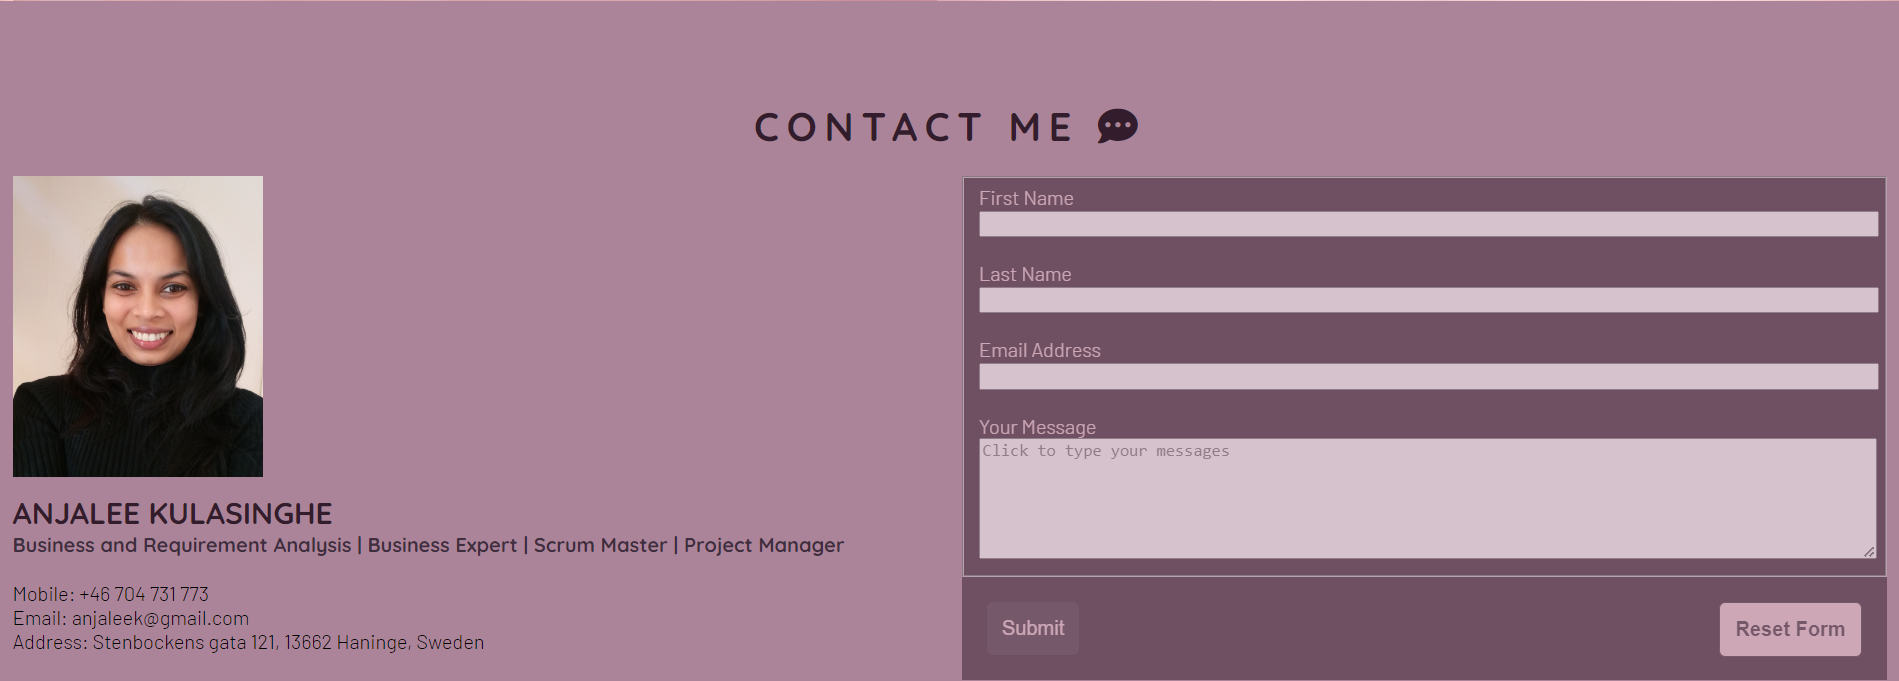 CONTACT ME
ANJALEE KULASINGHE
Business and Requirement Analysis | Business Expert | Scrum Master | Project Manager
Mobile: +46 704 731 773
Email: anjaleek@gmail.com
Address: Stenbockens gata 121, 13662 Haninge, Sweden
First Name
Last Name
Email Address
Your Message
Click to type your messages
Submit
Reset Form